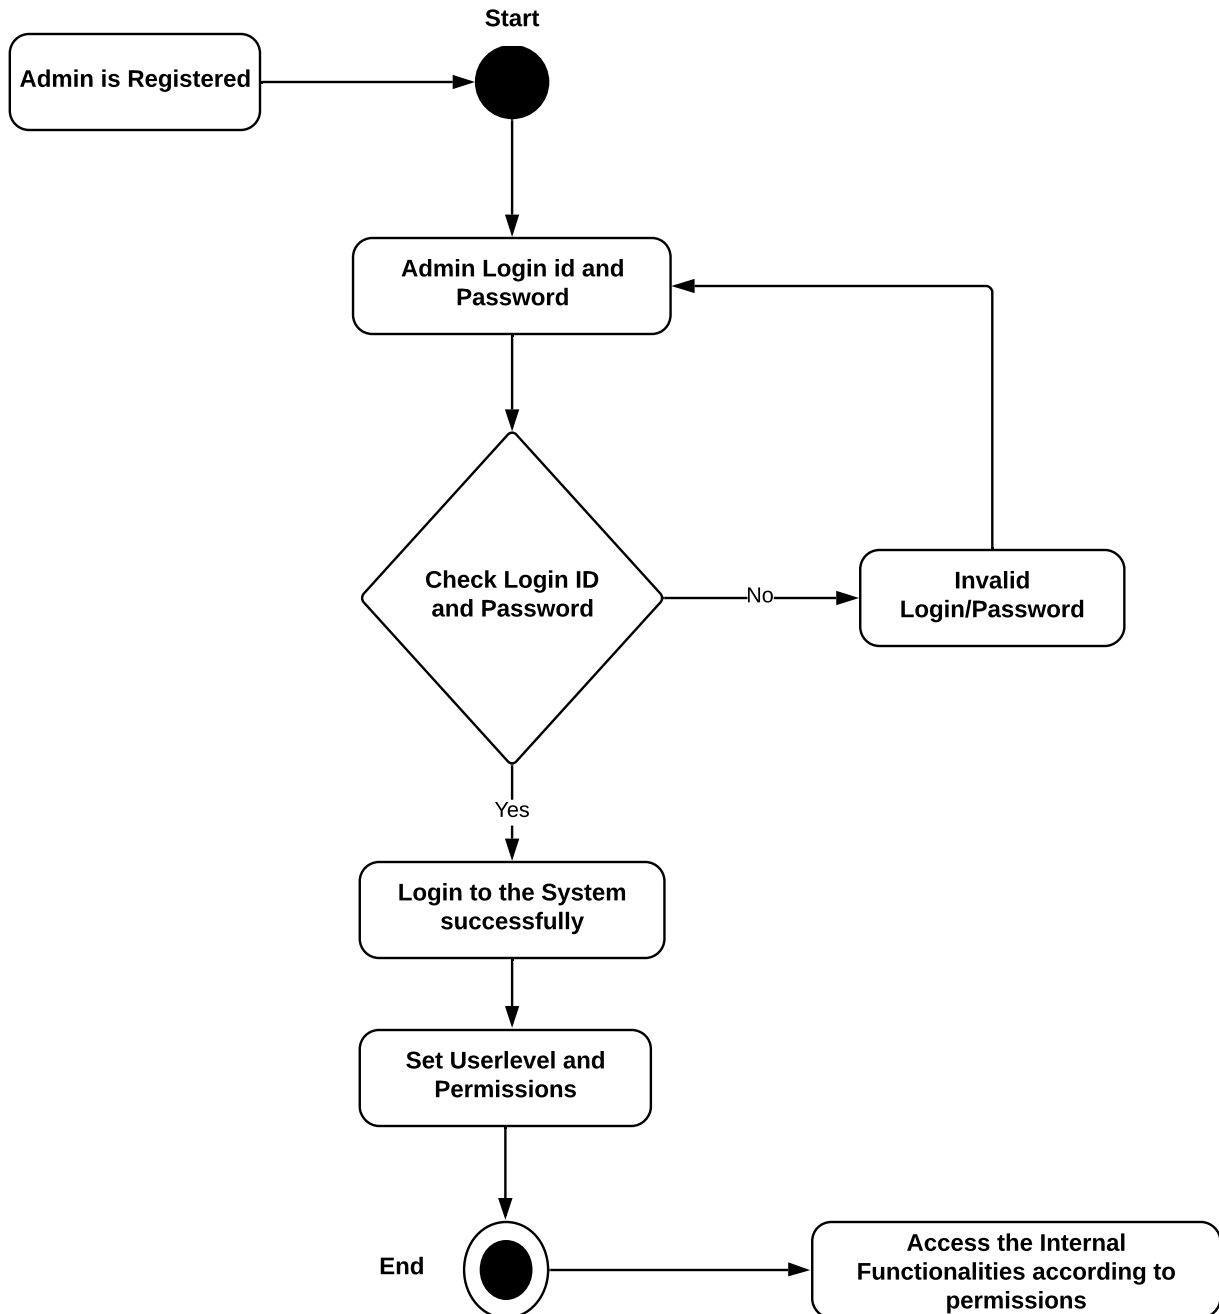 Start
Admin is Registered
Admin Login id and
Password
Check Login ID
and Password
No
Invalid
Login/Password
Yes
Login to the System
successfully
Set Userlevel and
Permissions
End
Access the Internal
Functionalities according to
permissions